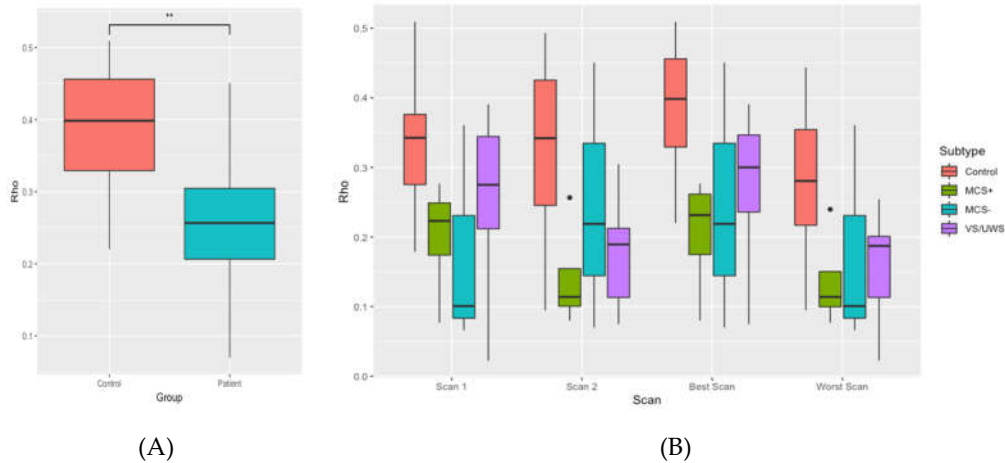 **
0.5
0.4
0.3
0.2
0.1
Rho
Control
Patient
Group
(A)
0.5
0.4
0.3
0.2
0.1
0.0
Rho
Scan 1
Scan 2
Best Scan
Worst Scan
Scan
Subtype
Control
MCS+
MCS-
VS/UWS
(B)